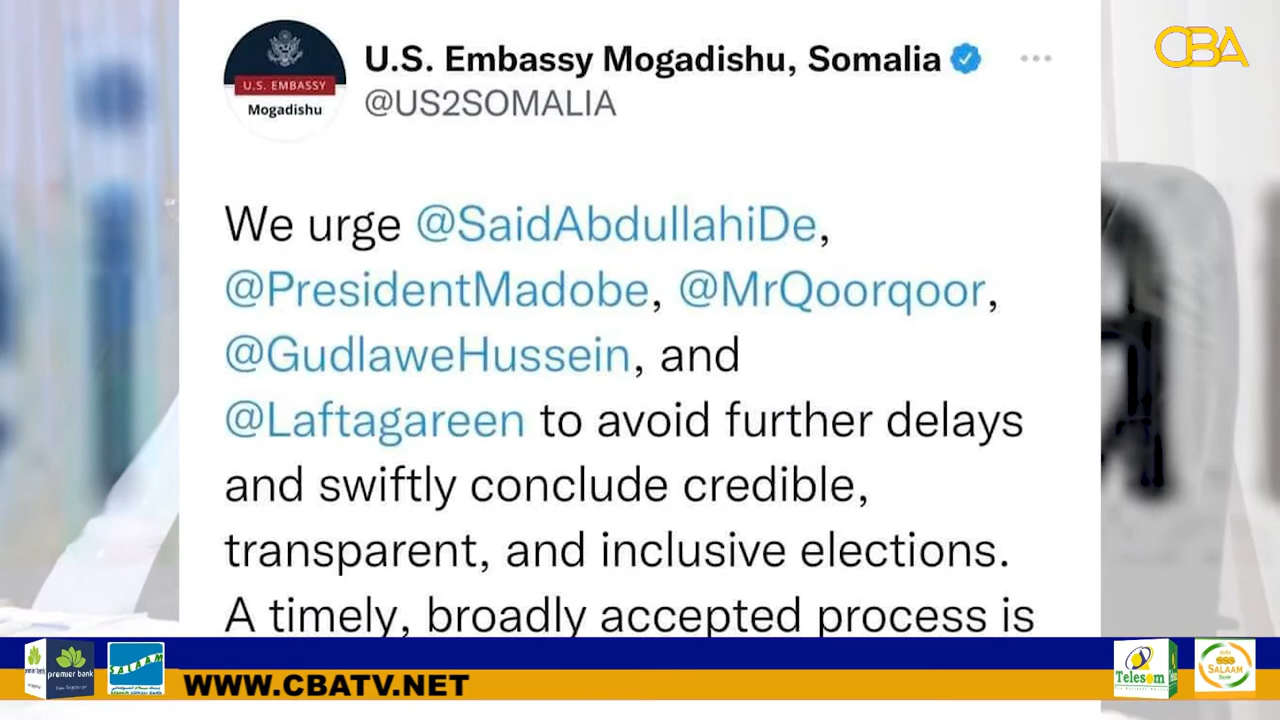 U.S. EMBASSY
Mogadishu
U.S. Embassy Mogadishu, Somalia
@US2SOMALIA
CBA
We urge @SaidAbdullahiDe,
@PresidentMadobe, @MrQoorqoor,
@GudlaweHussein, and
@Laftagareen to avoid further delays
and swiftly conclude credible,
transparent, and inclusive elections.
A timely, broadly accepted process is
premier bank
SALAAM
WWW.CBATV.NET
Telesom
SALAAM
BANK